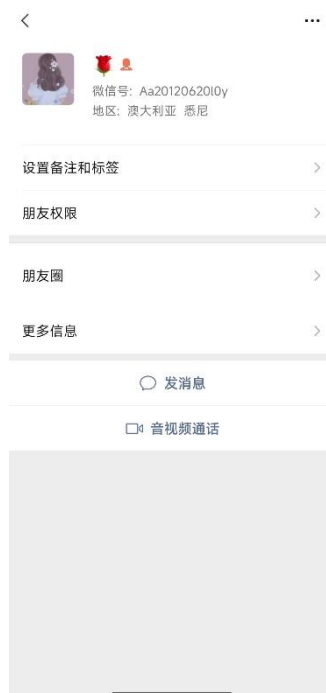 微信号: Aa20120620l0y
地区: 澳大利亚 悉尼
设置备注和标签
朋友权限
朋友圈
更多信息
发消息
音视频通话